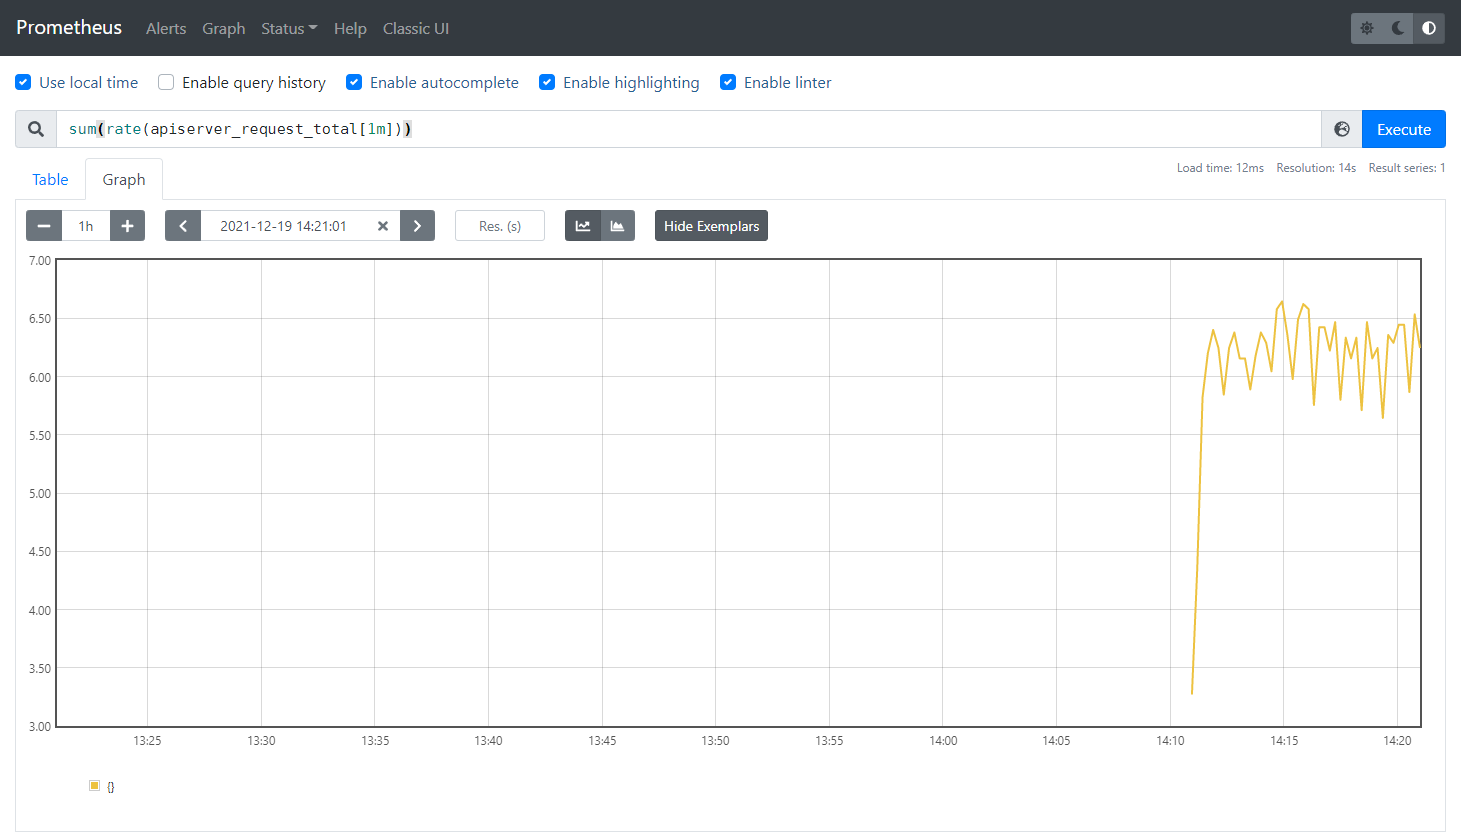 Prometheus Alerts Graph Status Help Classic UI
Use local time Enable query history Enable autocomplete Enable highlighting Enable linter
sum(rate(apiserver_request_total[1m])) Execute
Load time: 12ms Resolution: 14s Result series: 1
Table Graph
1h 2021-12-19 14:21:01 Res. (s) Hide Exemplars
7.00
6.50
6.00
5.50
5.00
4.50
4.00
3.50
3.00
13:25 13:30 13:35 13:40 13:45 13:50 13:55 14:00 14:05 14:10 14:15 14:20
{}